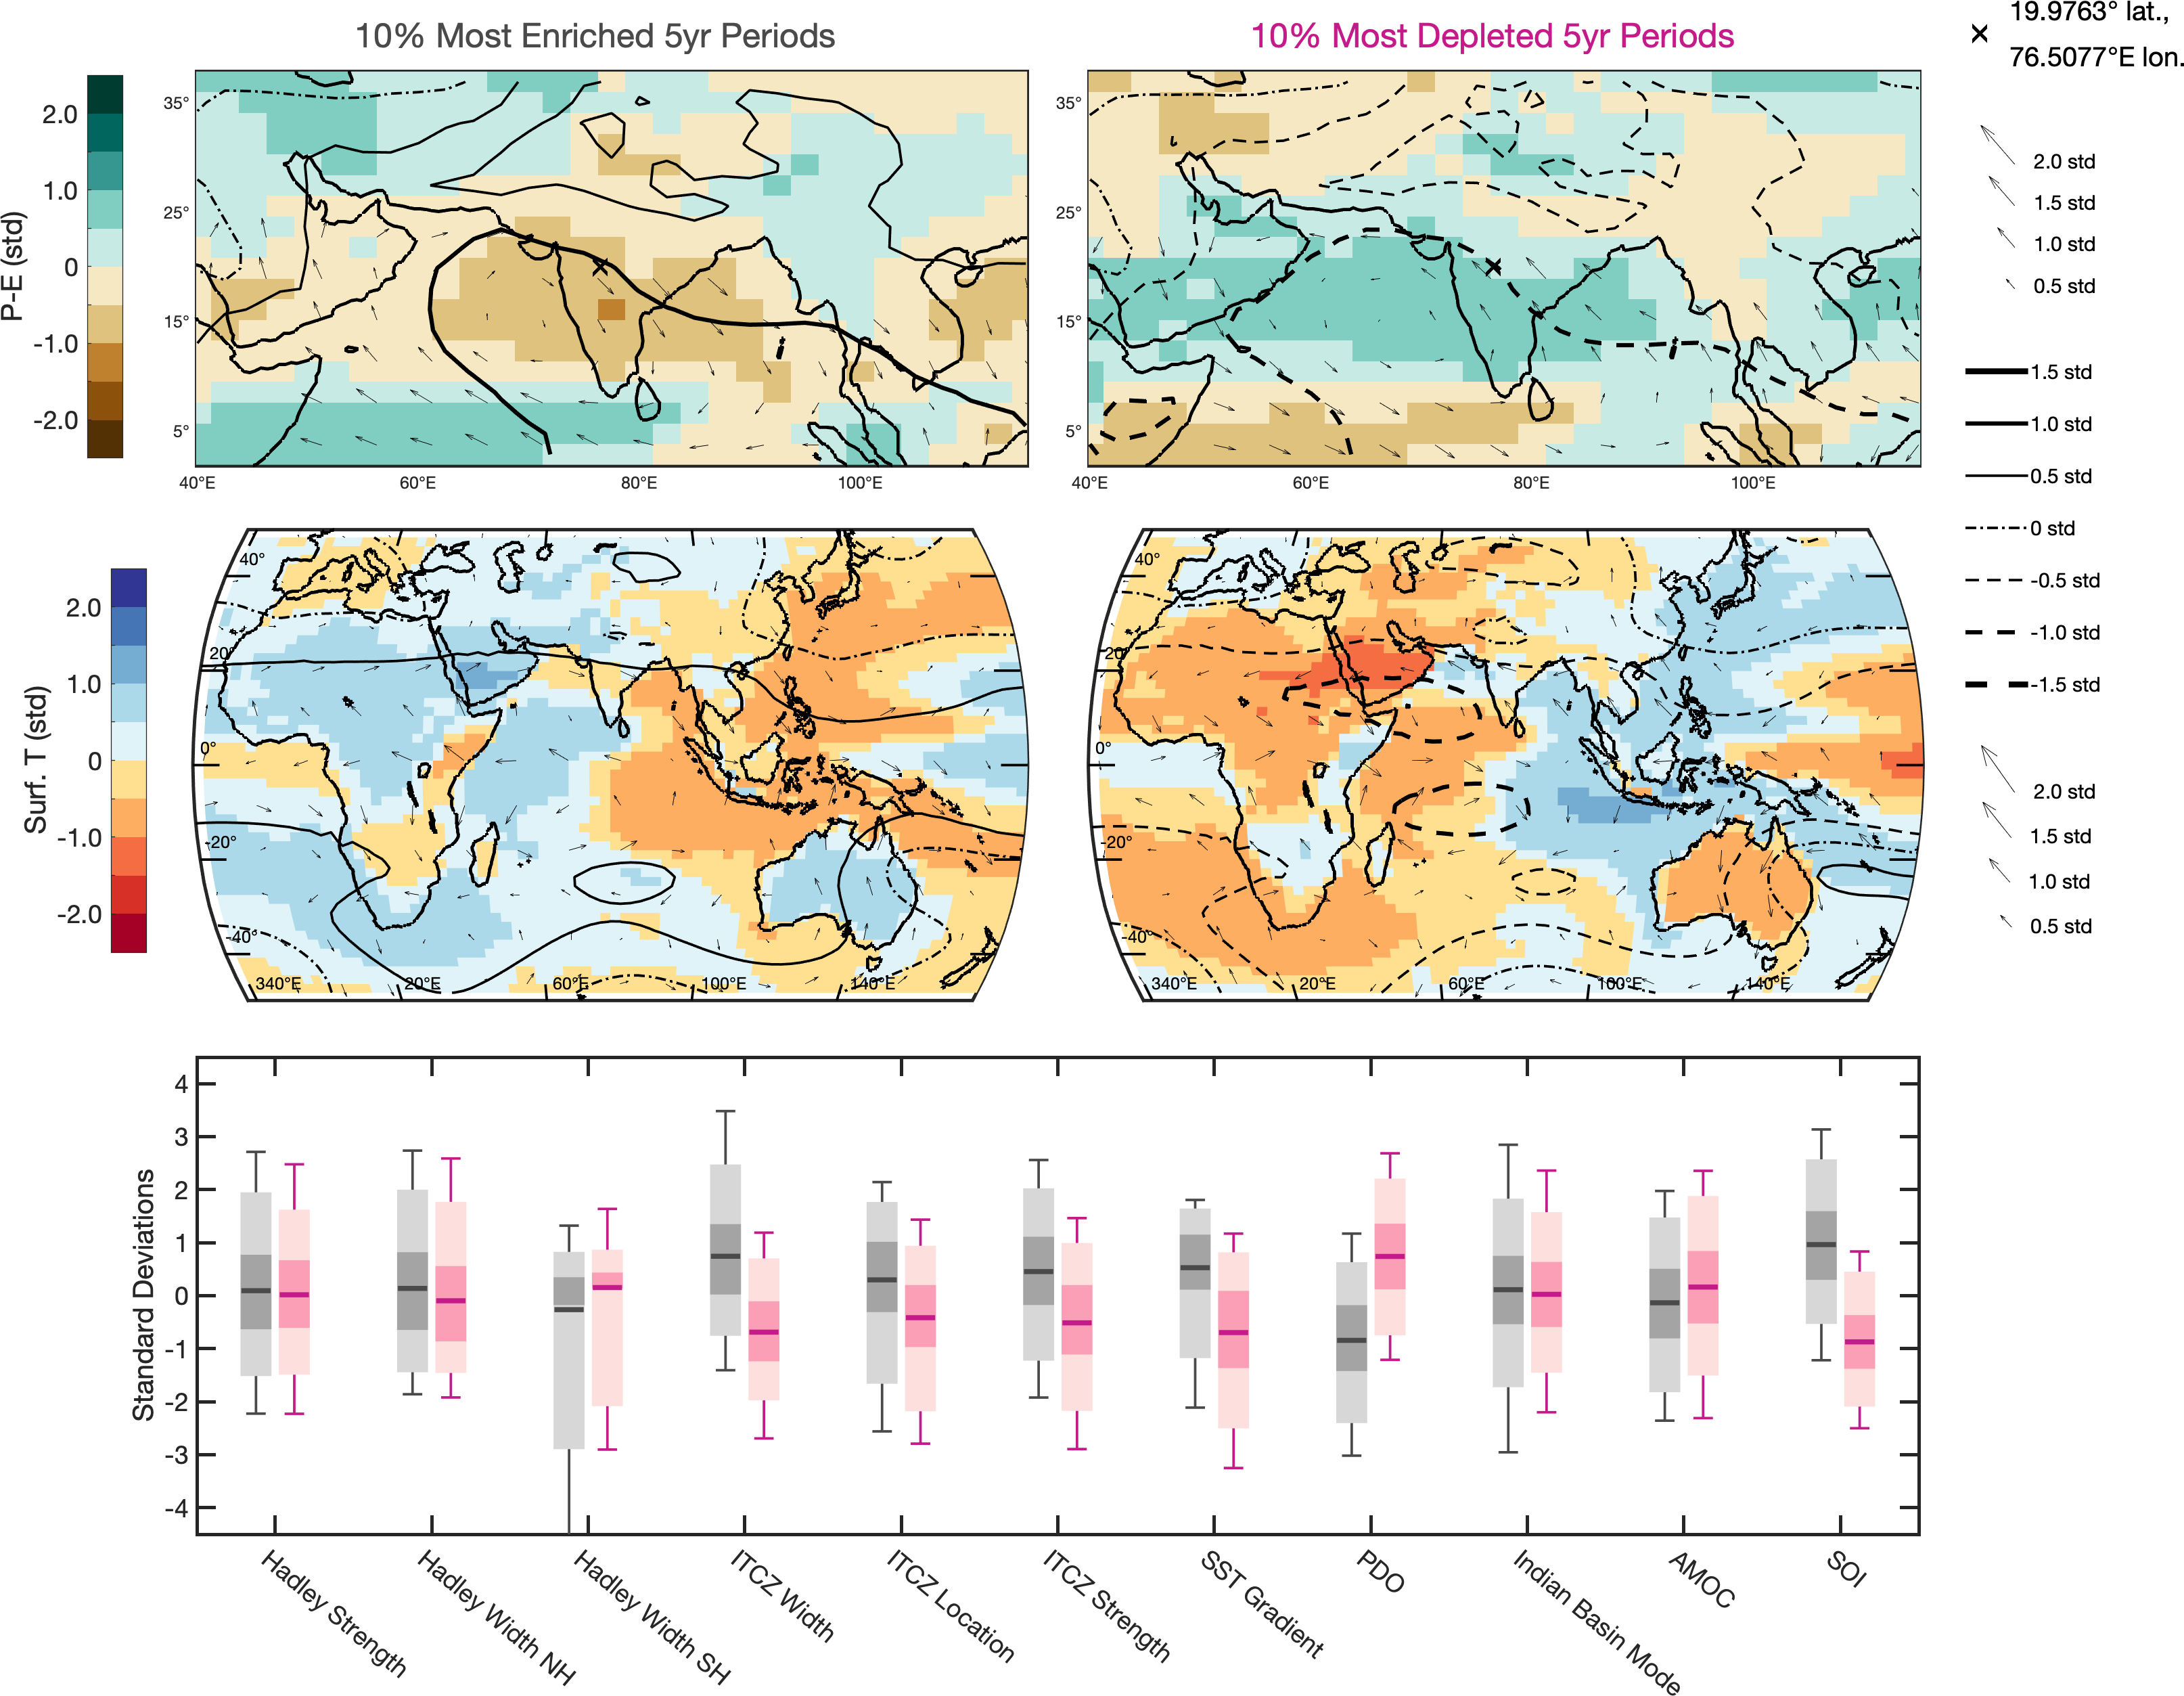 10% Most Enriched 5yr Periods
10% Most Depleted 5yr Periods
19.9763° lat.,
76.5077°E lon.
P-E (std)
2.0
1.0
0
-1.0
-2.0
35°
25°
15°
5°
40°E
60°E
80°E
100°E
35°
25°
15°
5°
40°E
60°E
80°E
100°E
2.0 std
1.5 std
1.0 std
0.5 std
1.5 std
1.0 std
0.5 std
0 std
-0.5 std
-1.0 std
-1.5 std
Surf. T (std)
2.0
1.0
0
-1.0
-2.0
40°
20°
0°
-20°
-40°
340°E
20°E
60°E
100°E
140°E
40°
20°
0°
-20°
-40°
340°E
20°E
60°E
100°E
140°E
2.0 std
1.5 std
1.0 std
0.5 std
Standard Deviations
4
3
2
1
0
-1
-2
-3
-4
Hadley Strength
Hadley Width NH
Hadley Width SH
ITCZ Width
ITCZ Location
ITCZ Strength
SST Gradient
PDO
Indian Basin Mode
AMOC
SOI